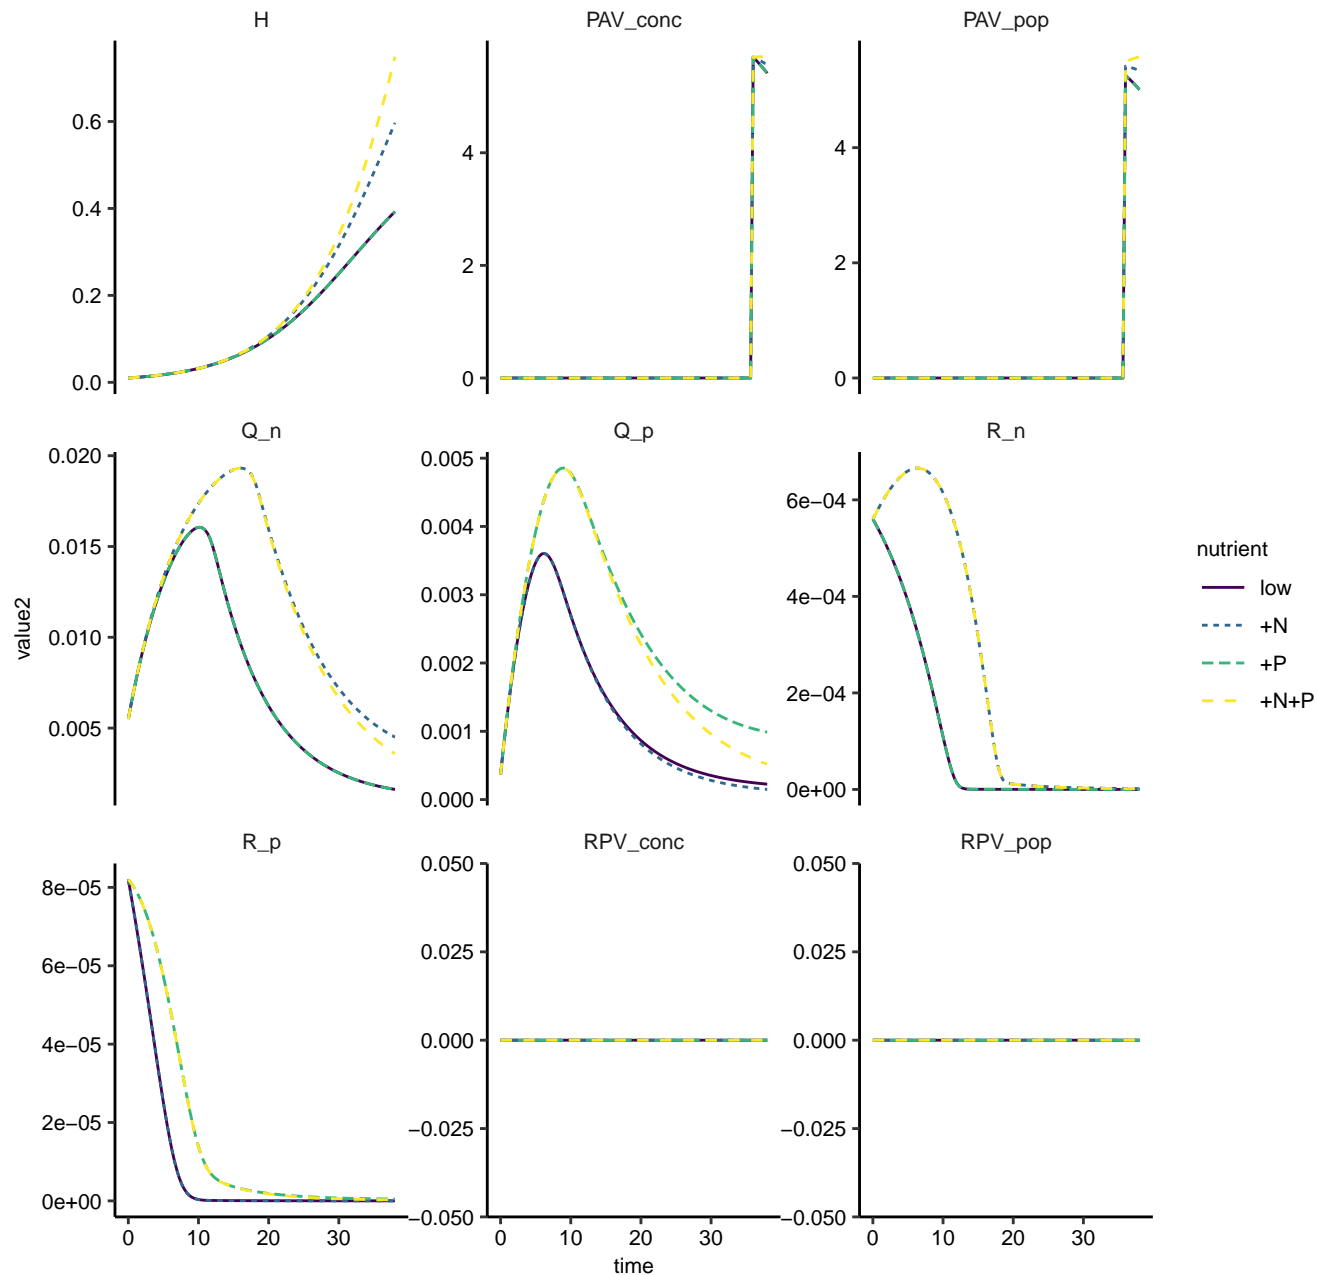 H
PAV_conc
PAV_pop
0.6
0.4
0.2
0.0
4
2
0
4
2
0
Q_n
Q_p
R_n
0.020
0.015
0.010
0.005
0.005
0.004
0.003
0.002
0.001
0.000
6e−04
4e−04
2e−04
0e+00
value2
nutrient
low
+N
+P
+N+P
R_p
RPV_conc
RPV_pop
8e−05
6e−05
4e−05
2e−05
0e+00
0.050
0.025
0.000
−0.025
−0.050
0.050
0.025
0.000
−0.025
−0.050
0 10 20 30
0 10 20 30
0 10 20 30
time